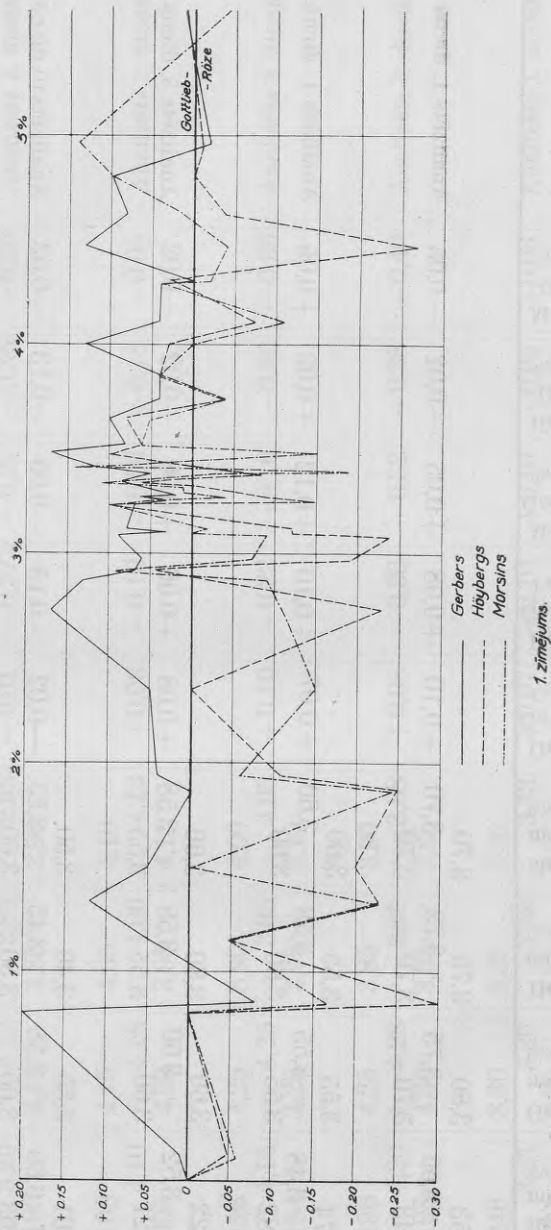 + 0.20
+ 0.15
+ 0.10
+ 0.05
0
- 0.05
- 0.10
- 0.15
- 0.20
- 0.25
- 0.30
1%
2%
3%
4%
5%
Gottlieb-
-Röze
Gerbers
Höybergs
Morsins
1. zīmējums.